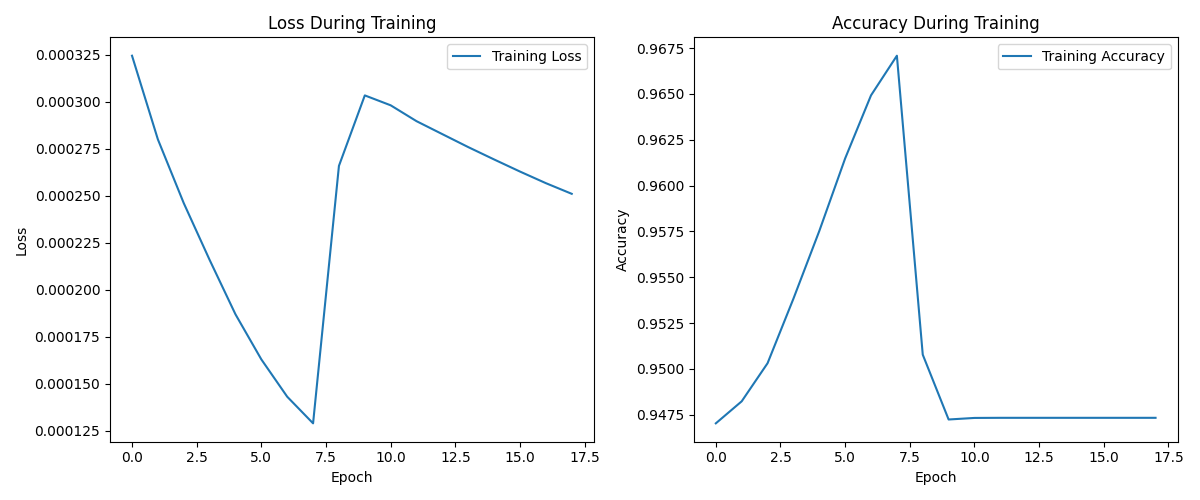 Loss During Training
Training Loss
0.000325
0.000300
0.000275
0.000250
0.000225
0.000200
0.000175
0.000150
0.000125
Loss
0.0 2.5 5.0 7.5 10.0 12.5 15.0 17.5
Epoch
Accuracy During Training
Training Accuracy
0.9675
0.9650
0.9625
0.9600
0.9575
0.9550
0.9525
0.9500
0.9475
Accuracy
0.0 2.5 5.0 7.5 10.0 12.5 15.0 17.5
Epoch